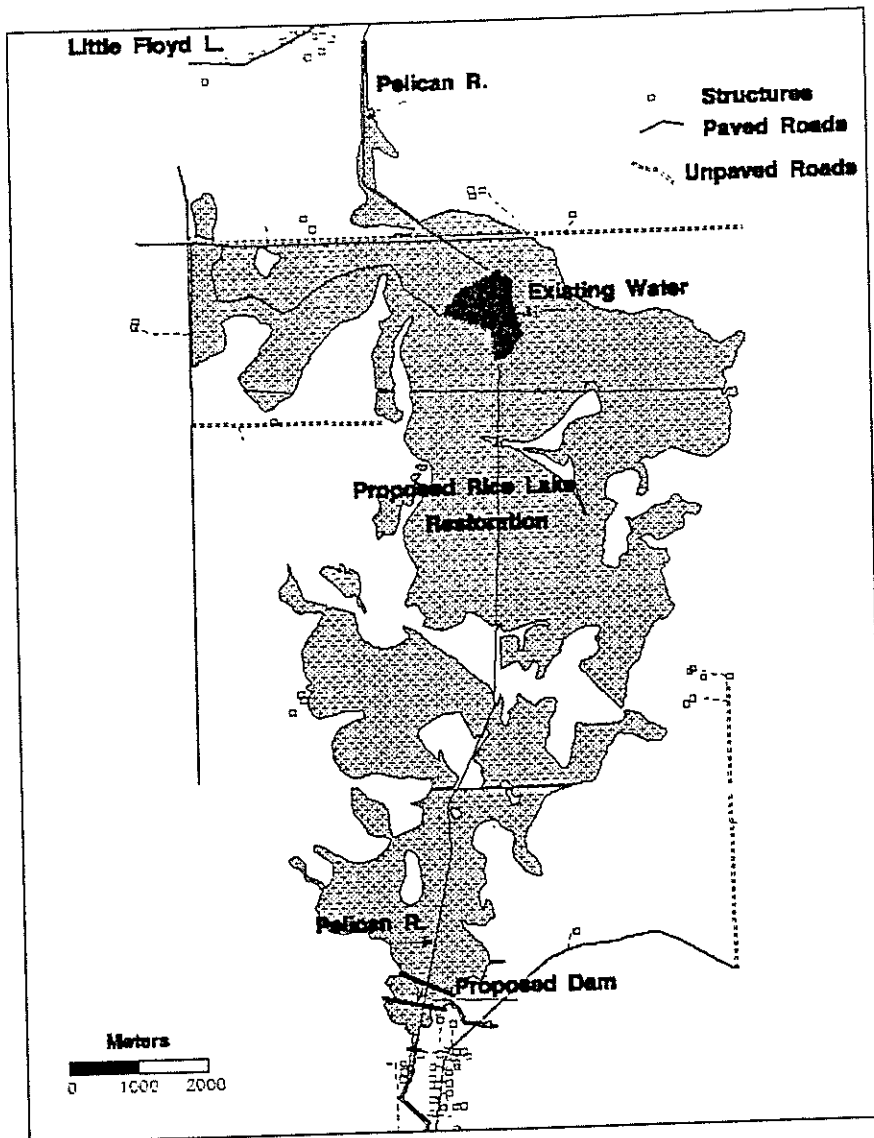 Little Floyd L.
Pelican R.
Structures
Paved Roads
Unpaved Roads
Existing Water
Proposed Rice Lake
Restoration
Pelican R.
Proposed Dam
Meters
0 1000 2000